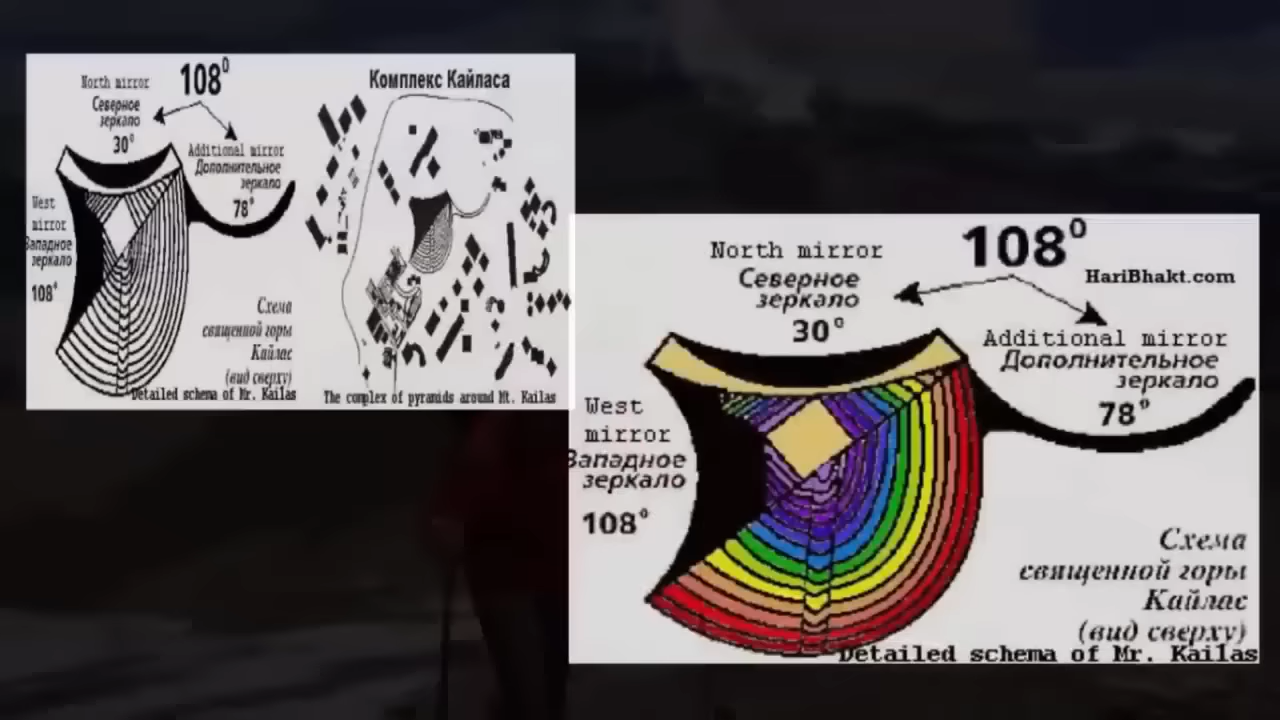 North mirror
108⁰
Северное
зеркало
30°
Additional mirror
Дополнительное
зеркало
78°
West
mirror
Западное
зеркало
108°
Схема
священной горы
Кайлас
(вид сверху)
Detailed schema of Mr. Kailas
Комплекс Кайласа
The complex of pyramids around Mt. Kailas
North mirror
108⁰
HariBhakt.com
Северное
зеркало
30°
Additional mirror
Дополнительное
зеркало
78°
West
mirror
Западное
зеркало
108°
Схема
священной горы
Кайлас
(вид сверху)
Detailed schema of Mr. Kailas